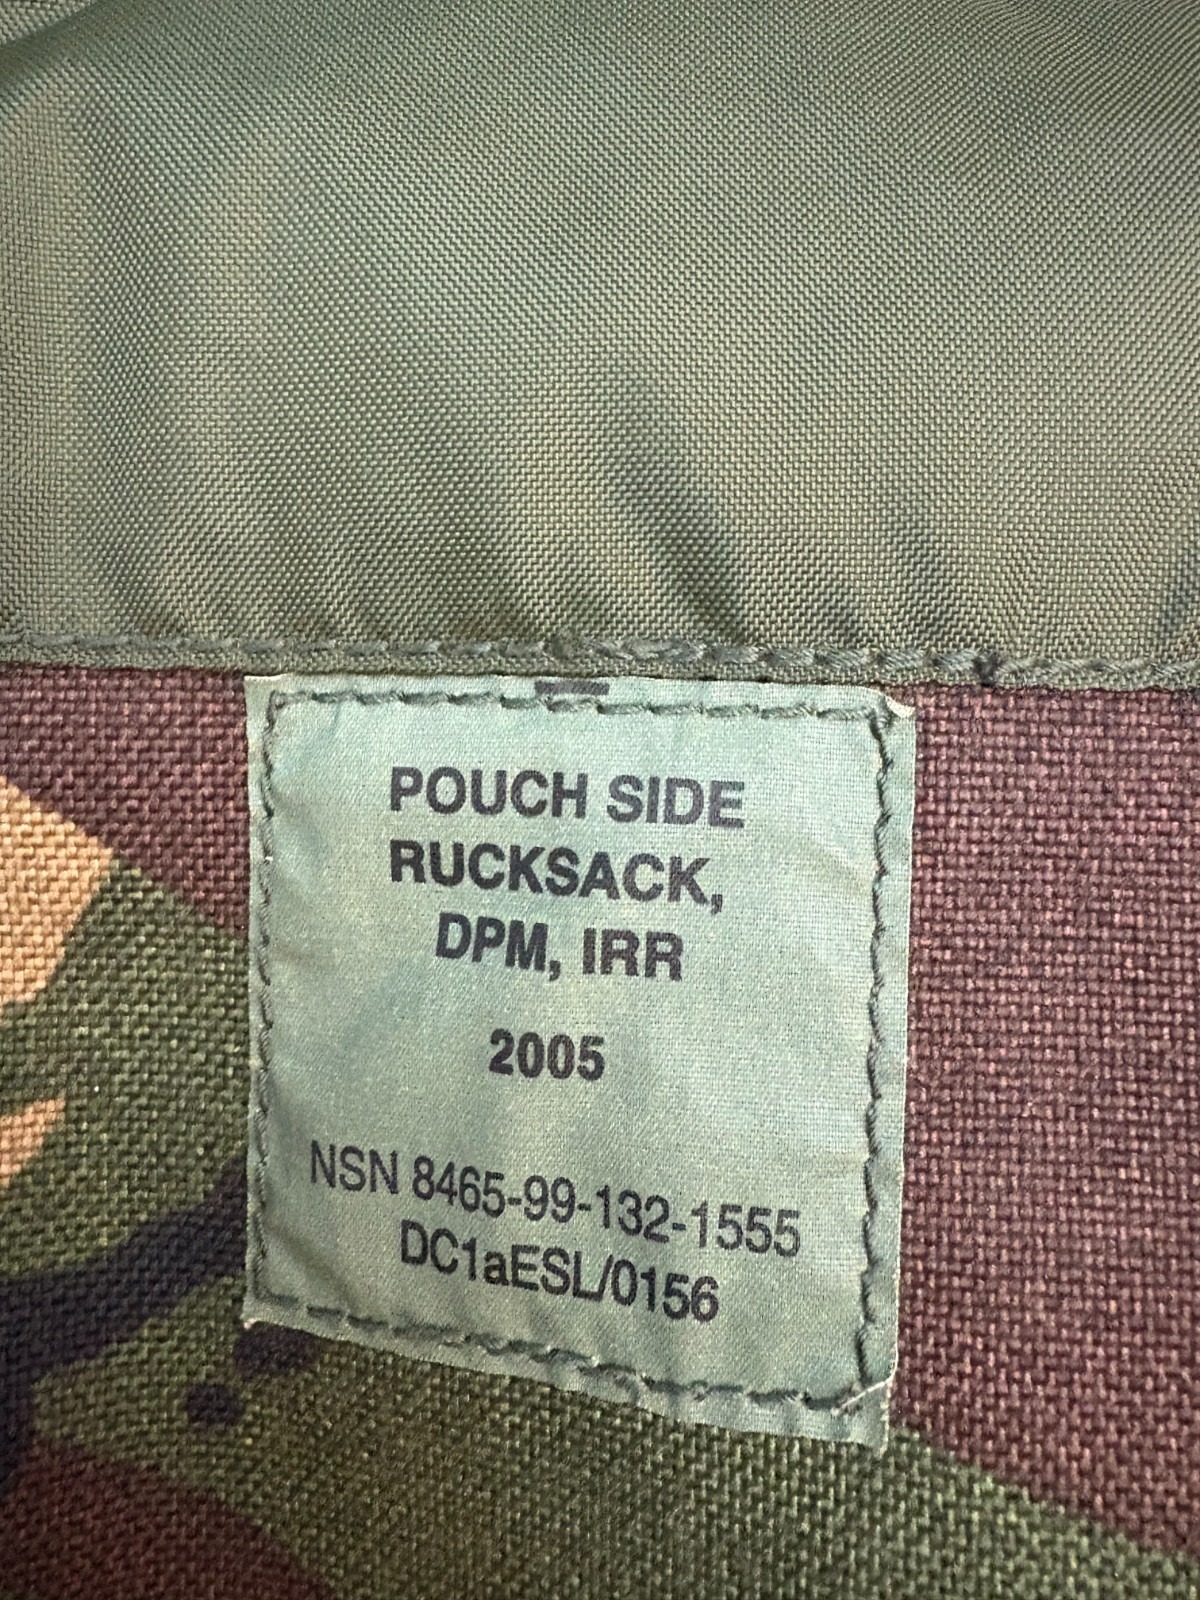 POUCH SIDE
RUCKSACK,
DPM, IRR
2005
NSN 8465-99-132-1555
DC1aESL/0156